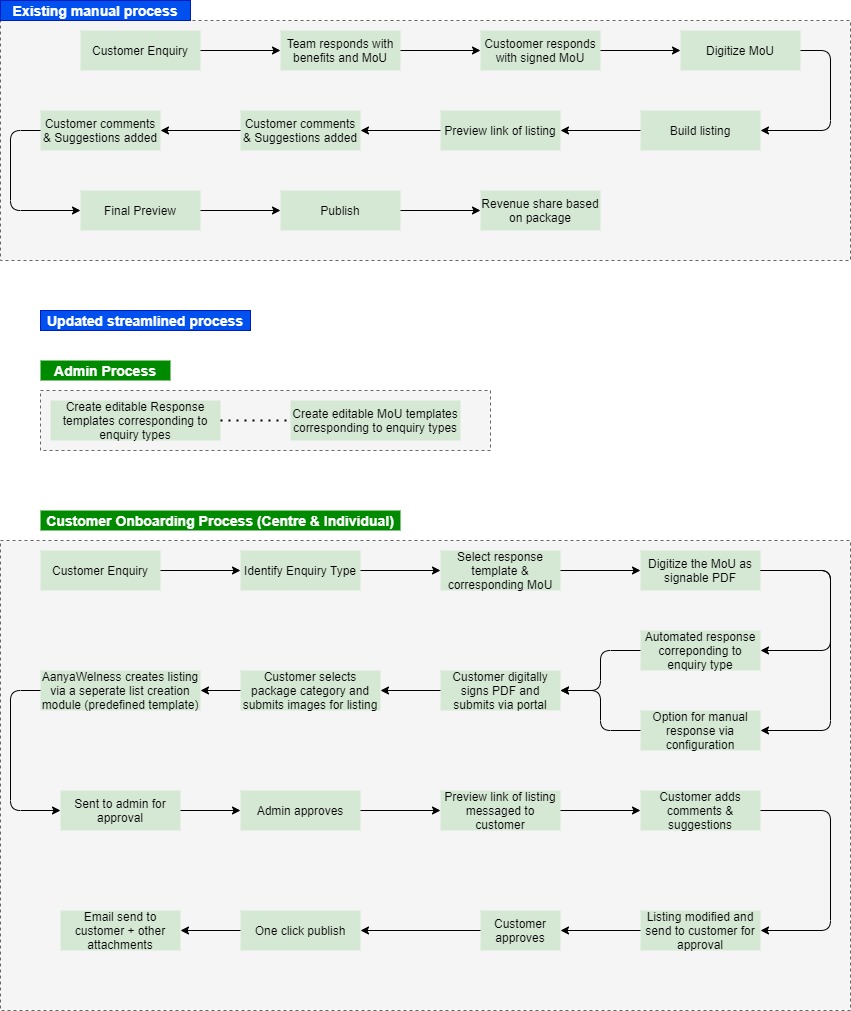 Existing manual process
Customer Enquiry
Team responds with
benefits and MoU
Custoomer responds
with signed MoU
Digitize MoU
Customer comments
& Suggestions added
Customer comments
& Suggestions added
Preview link of listing
Build listing
Final Preview
Publish
Revenue share based
on package
Updated streamlined process
Admin Process
Create editable Response
templates corresponding to
enquiry types
Create editable MoU templates
corresponding to enquiry types
Customer Onboarding Process (Centre & Individual)
Customer Enquiry
Identify Enquiry Type
Select response
template &
corresponding MoU
Digitize the MoU as
signable PDF
Automated response
correponding to
enquiry type
AanyaWelness creates listing
via a seperate list creation
module (predefined template)
Customer selects
package category and
submits images for listing
Customer digitally
signs PDF and
submits via portal
Option for manual
response via
configuration
Sent to admin for
approval
Admin approves
Preview link of listing
messaged to
customer
Customer adds
comments &
suggestions
Email send to
customer + other
attachments
One click publish
Customer
approves
Listing modified and
send to customer for
approval